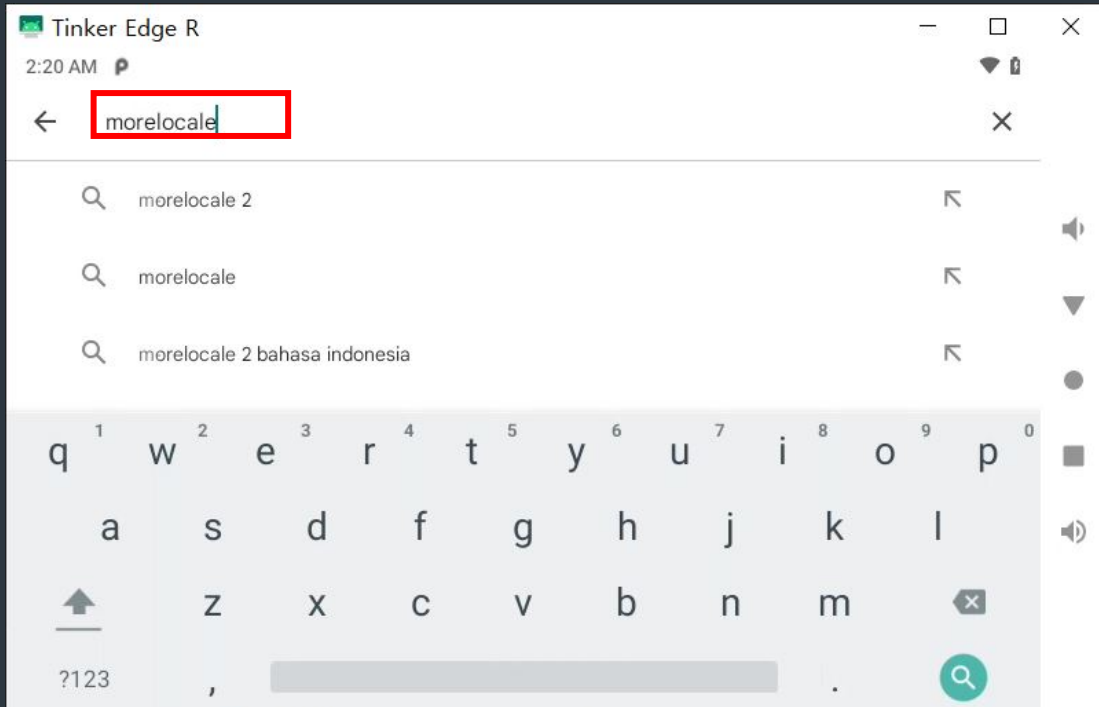 Tinker Edge R
2:20 AM
morelocale
morelocale 2
morelocale
morelocale 2 bahasa indonesia
q 1 w 2 e 3 r 4 t 5 y 6 u 7 i 8 o 9 p 0
a s d f g h j k l
z x c v b n m
?123 , .